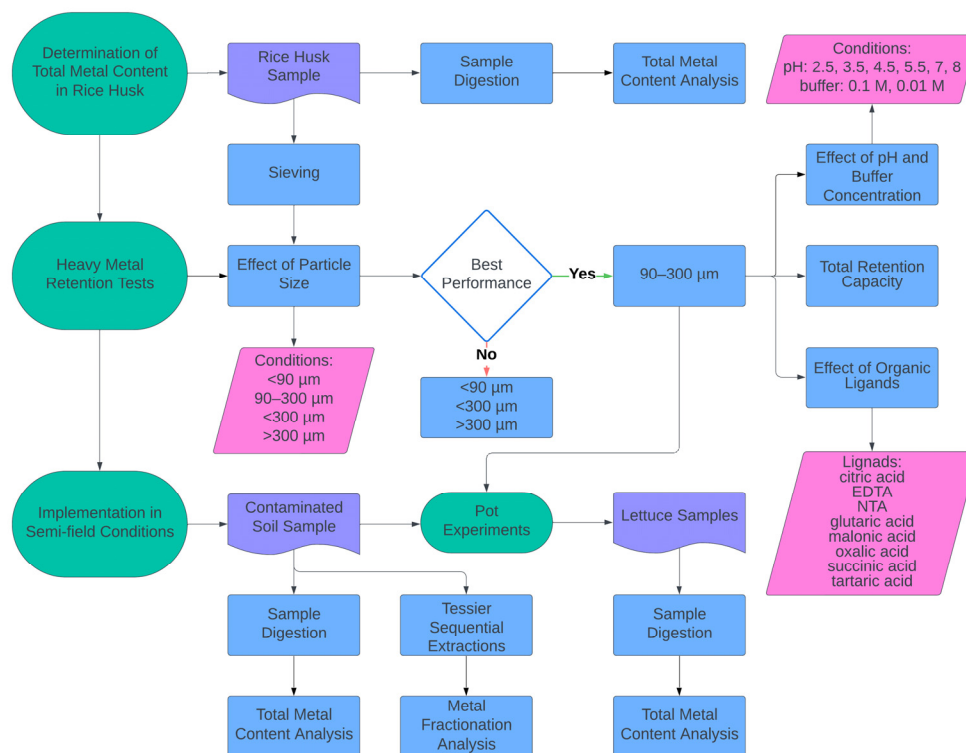 Determination of
Total Metal Content
in Rice Husk
Rice Husk
Sample
Sample
Digestion
Total Metal
Content Analysis
Conditions:
pH: 2.5, 3.5, 4.5, 5.5, 7, 8
buffer: 0.1 M, 0.01 M
Sieving
Effect of pH and
Buffer
Concentration
Heavy Metal
Retention Tests
Effect of Particle
Size
Best
Performance
Yes
90–300 µm
Total Retention
Capacity
No
Conditions:
<90 µm
90–300 µm
<300 µm
>300 µm
<90 µm
<300 µm
>300 µm
Effect of Organic
Ligands
Lignads:
citric acid
EDTA
NTA
glutaric acid
malonic acid
oxalic acid
succinic acid
tartaric acid
Implementation in
Semi-field Conditions
Contaminated
Soil Sample
Pot
Experiments
Lettuce Samples
Sample
Digestion
Tessier
Sequential
Extractions
Sample
Digestion
Total Metal
Content Analysis
Metal
Fractionation
Analysis
Total Metal
Content Analysis